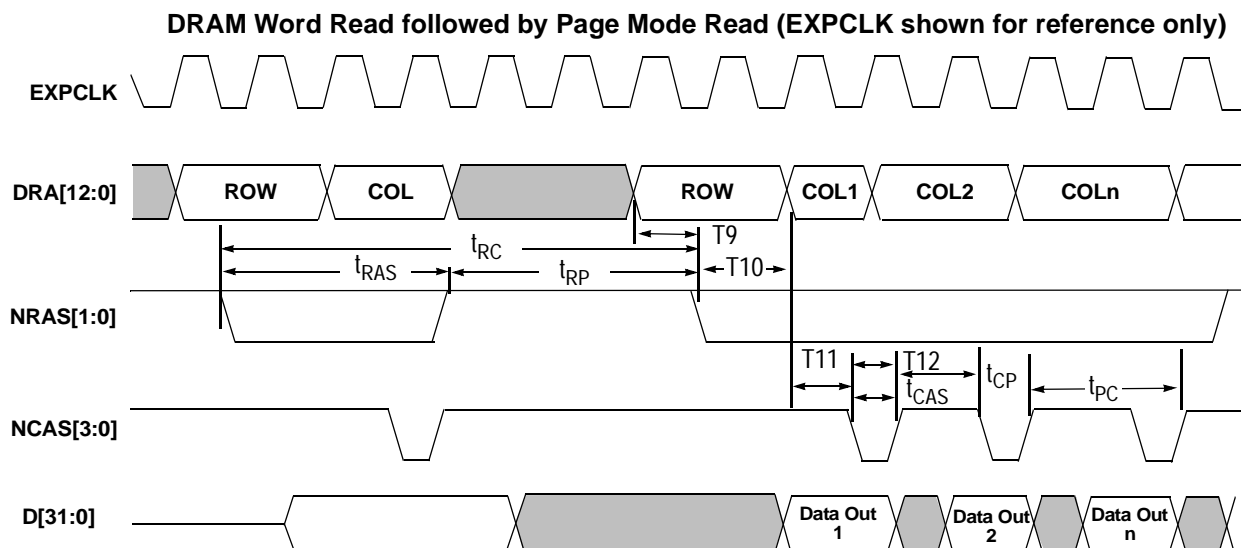 DRAM Word Read followed by Page Mode Read (EXPCLK shown for reference only)
EXPCLK
DRA[12:0]
ROW
COL
ROW
COL1
COL2
COLn
tRC
T9
tRAS
tRP
T10
NRAS[1:0]
T11
T12
tCP
tCAS
tPC
NCAS[3:0]
D[31:0]
Data Out
1
Data Out
2
Data Out
n